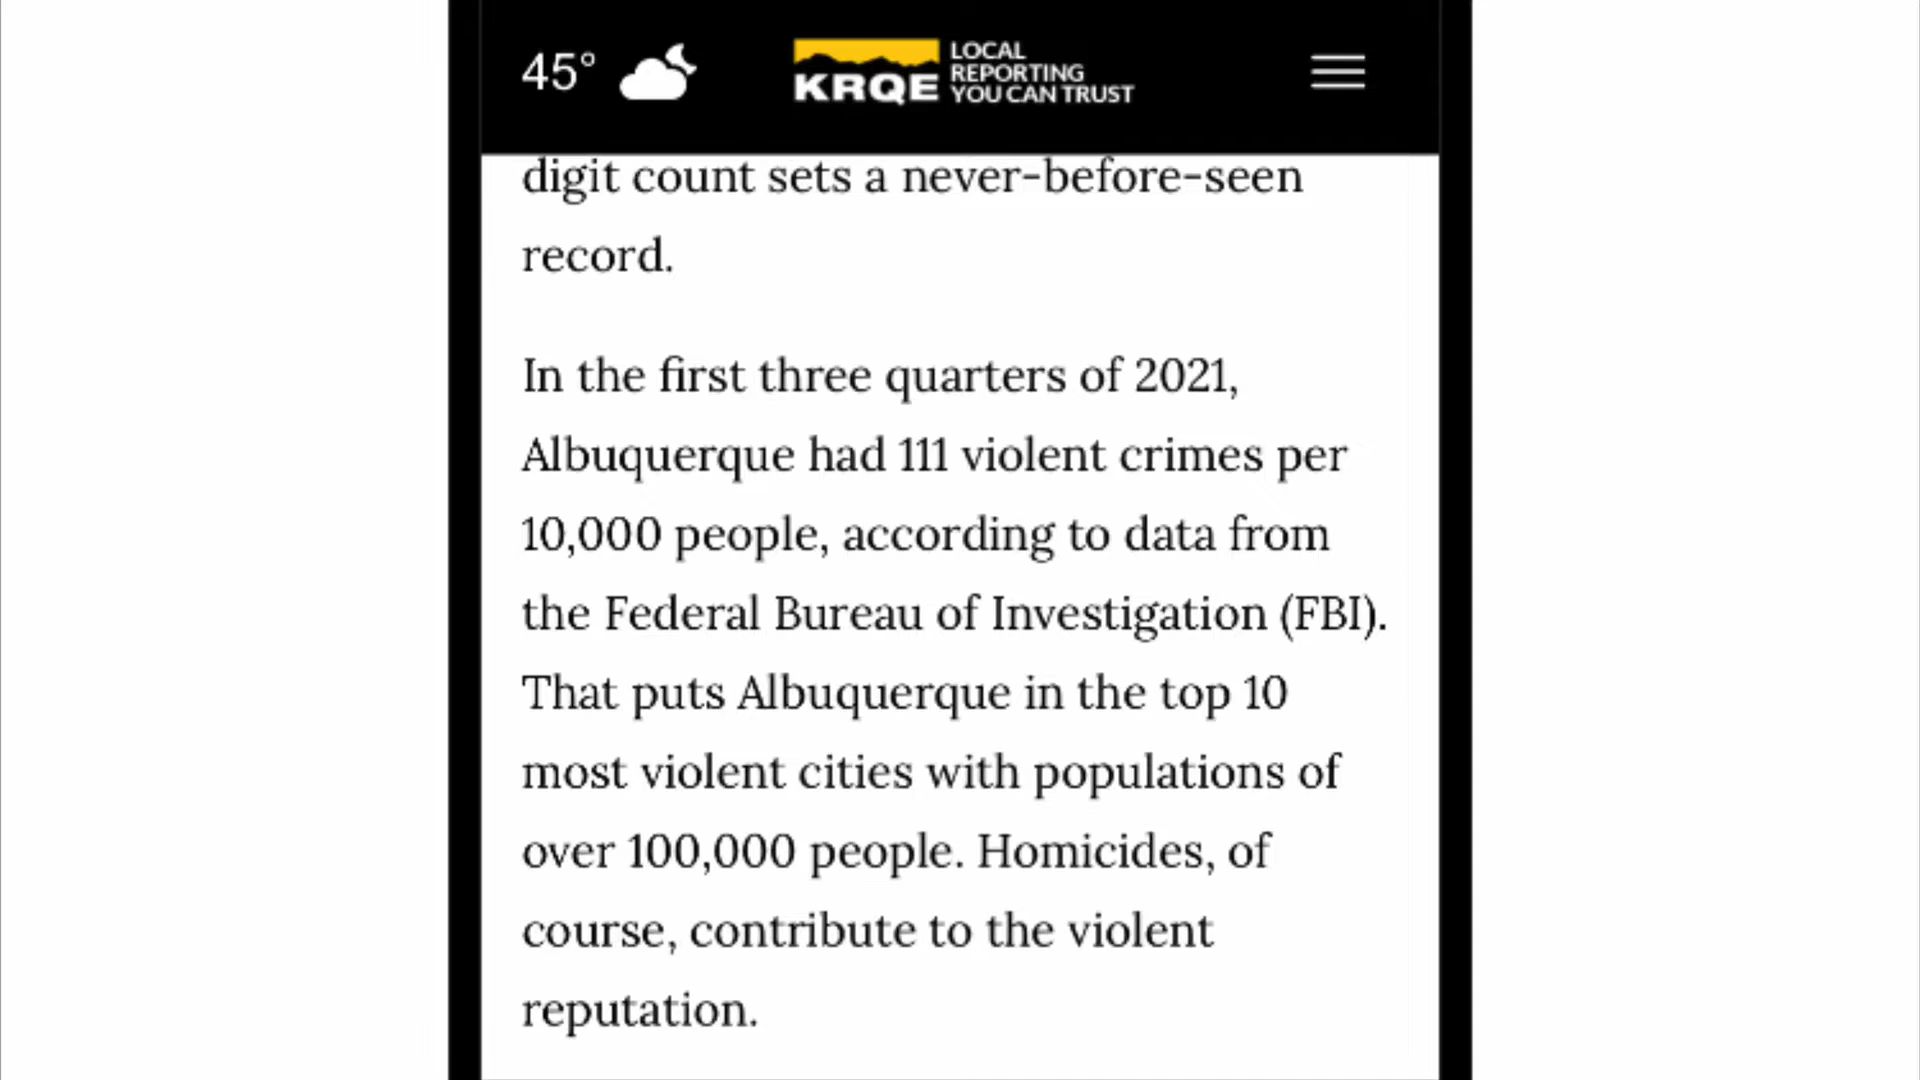 45°
KRQE
LOCAL
REPORTING
YOU CAN TRUST
digit count sets a never-before-seen
record.
In the first three quarters of 2021,
Albuquerque had 111 violent crimes per
10,000 people, according to data from
the Federal Bureau of Investigation (FBI).
That puts Albuquerque in the top 10
most violent cities with populations of
over 100,000 people. Homicides, of
course, contribute to the violent
reputation.